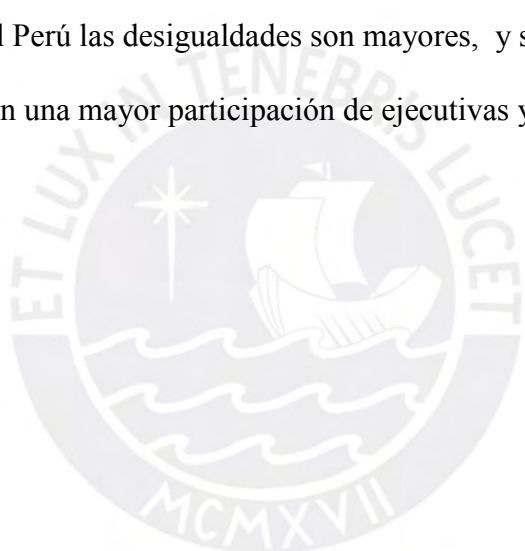 l Perú las desigualdades son mayores, y s
n una mayor participación de ejecutivas y
ET LUX IN TENEBRIS LUCET
MCMXVII